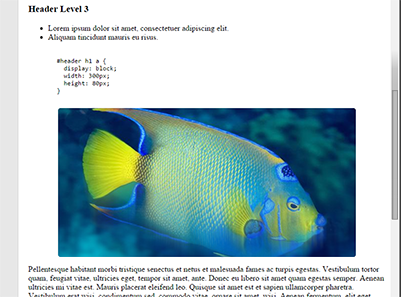 Header Level 3
Lorem ipsum dolor sit amet, consectetuer adipiscing elit.
Aliquam tincidunt mauris eu risus.
#header h1 a {
display: block;
width: 300px;
height: 80px;
}
Pellentesque habitant morbi tristique senectus et netus et malesuada fames ac turpis egestas. Vestibulum tortor
quam, feugiat vitae, ultricies eget, tempor sit amet, ante. Donec eu libero sit amet quam egestas semper. Aenean
ultricies mi vitae est. Mauris placerat eleifend leo. Quisque sit amet est et sapien ullamcorper pharetra.
Vestibulum erat wisi, condimentum sed, commodo vitae, ornare sit amet, wisi. Aenean fermentum, elit eget